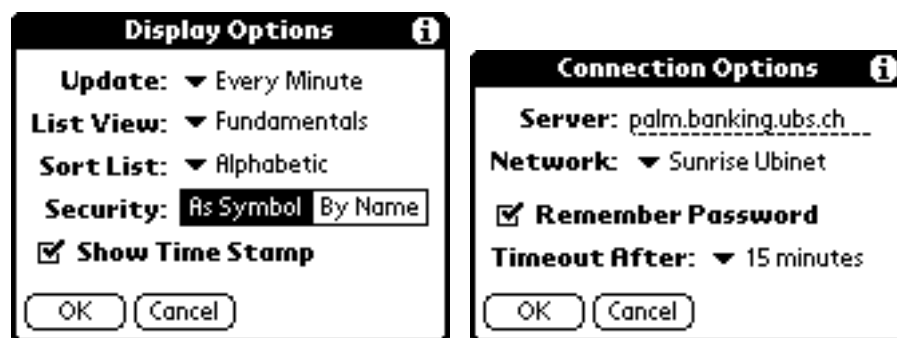 Display Options
Update: Every Minute
List View: Fundamentals
Sort List: Alphabetic
Security: As Symbol By Name
Show Time Stamp
OK Cancel
Connection Options
Server: palm.banking.ubs.ch
Network: Sunrise Ubinet
Remember Password
Timeout After: 15 minutes
OK Cancel